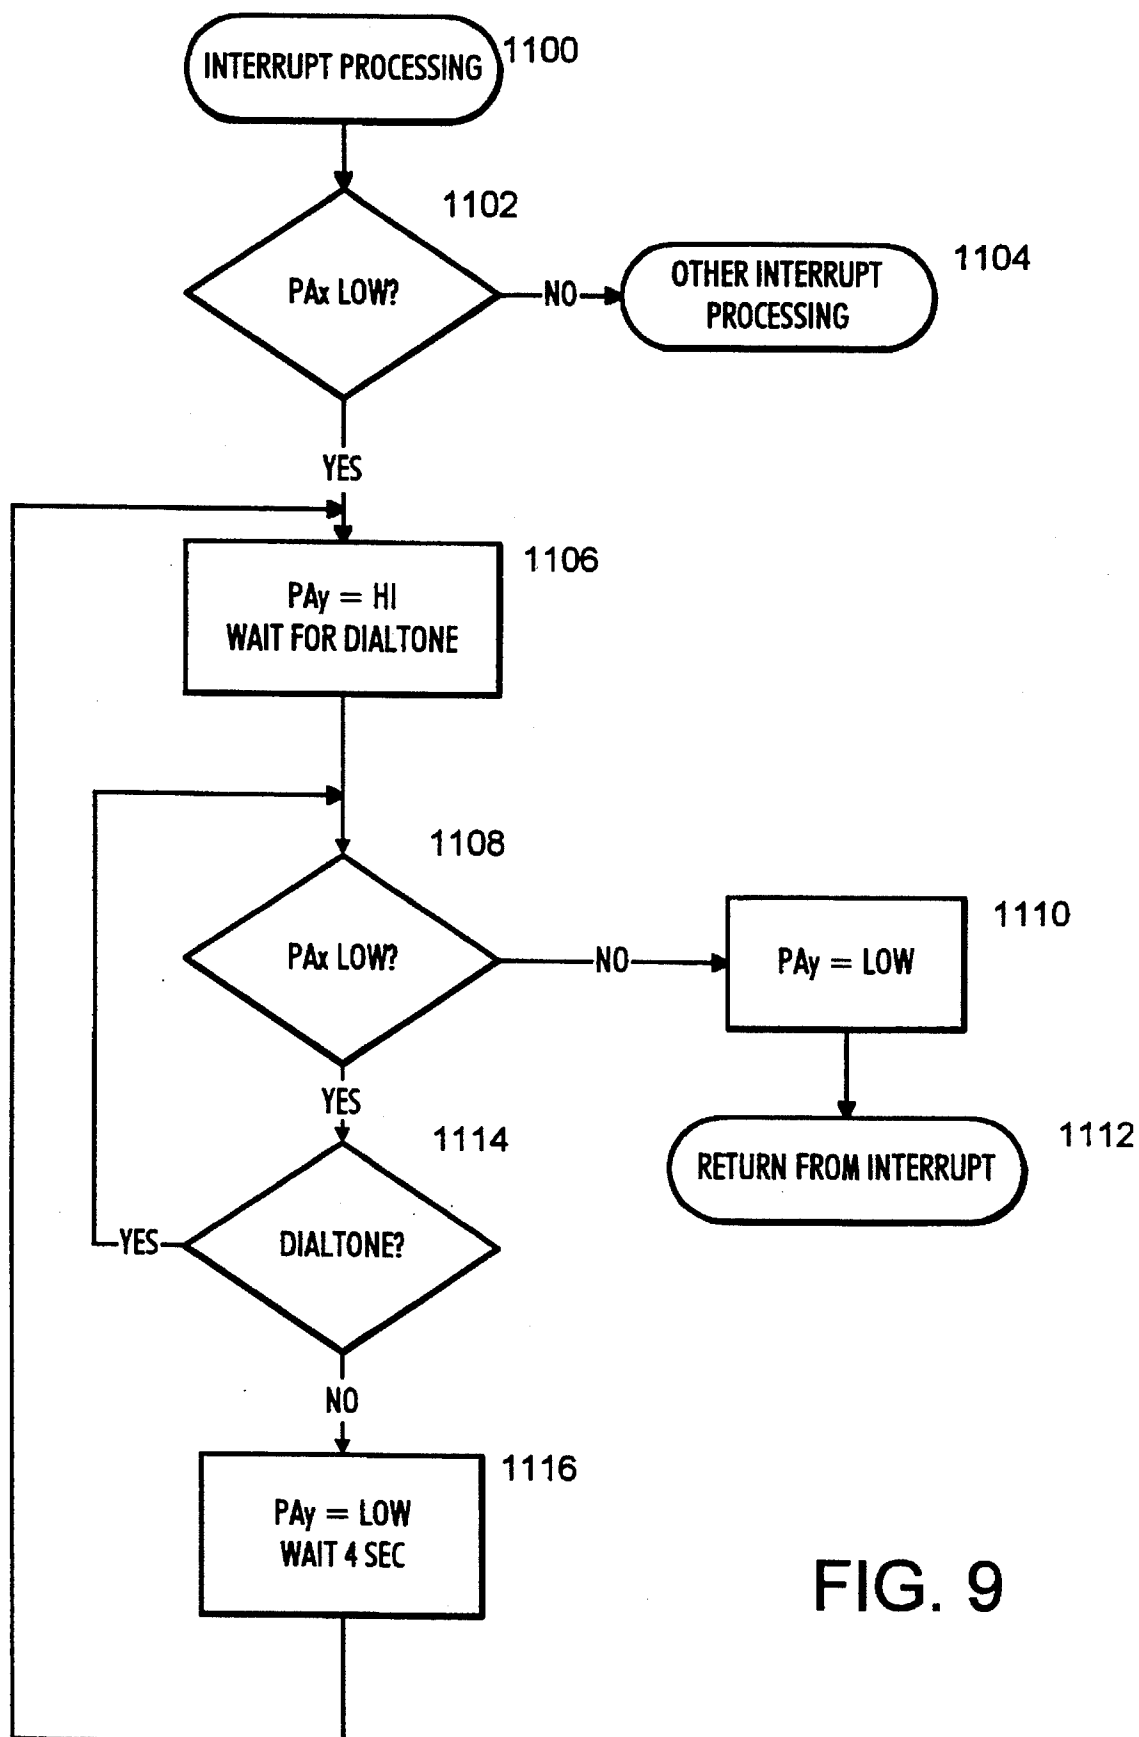 INTERRUPT PROCESSING
1100
1102
PAx LOW?
NO
OTHER INTERRUPT
PROCESSING
1104
YES
1106
PAy = HI
WAIT FOR DIALTONE
1108
PAx LOW?
NO
1110
PAy = LOW
YES
1114
1112
RETURN FROM INTERRUPT
YES
DIALTONE?
NO
1116
PAy = LOW
WAIT 4 SEC
FIG. 9